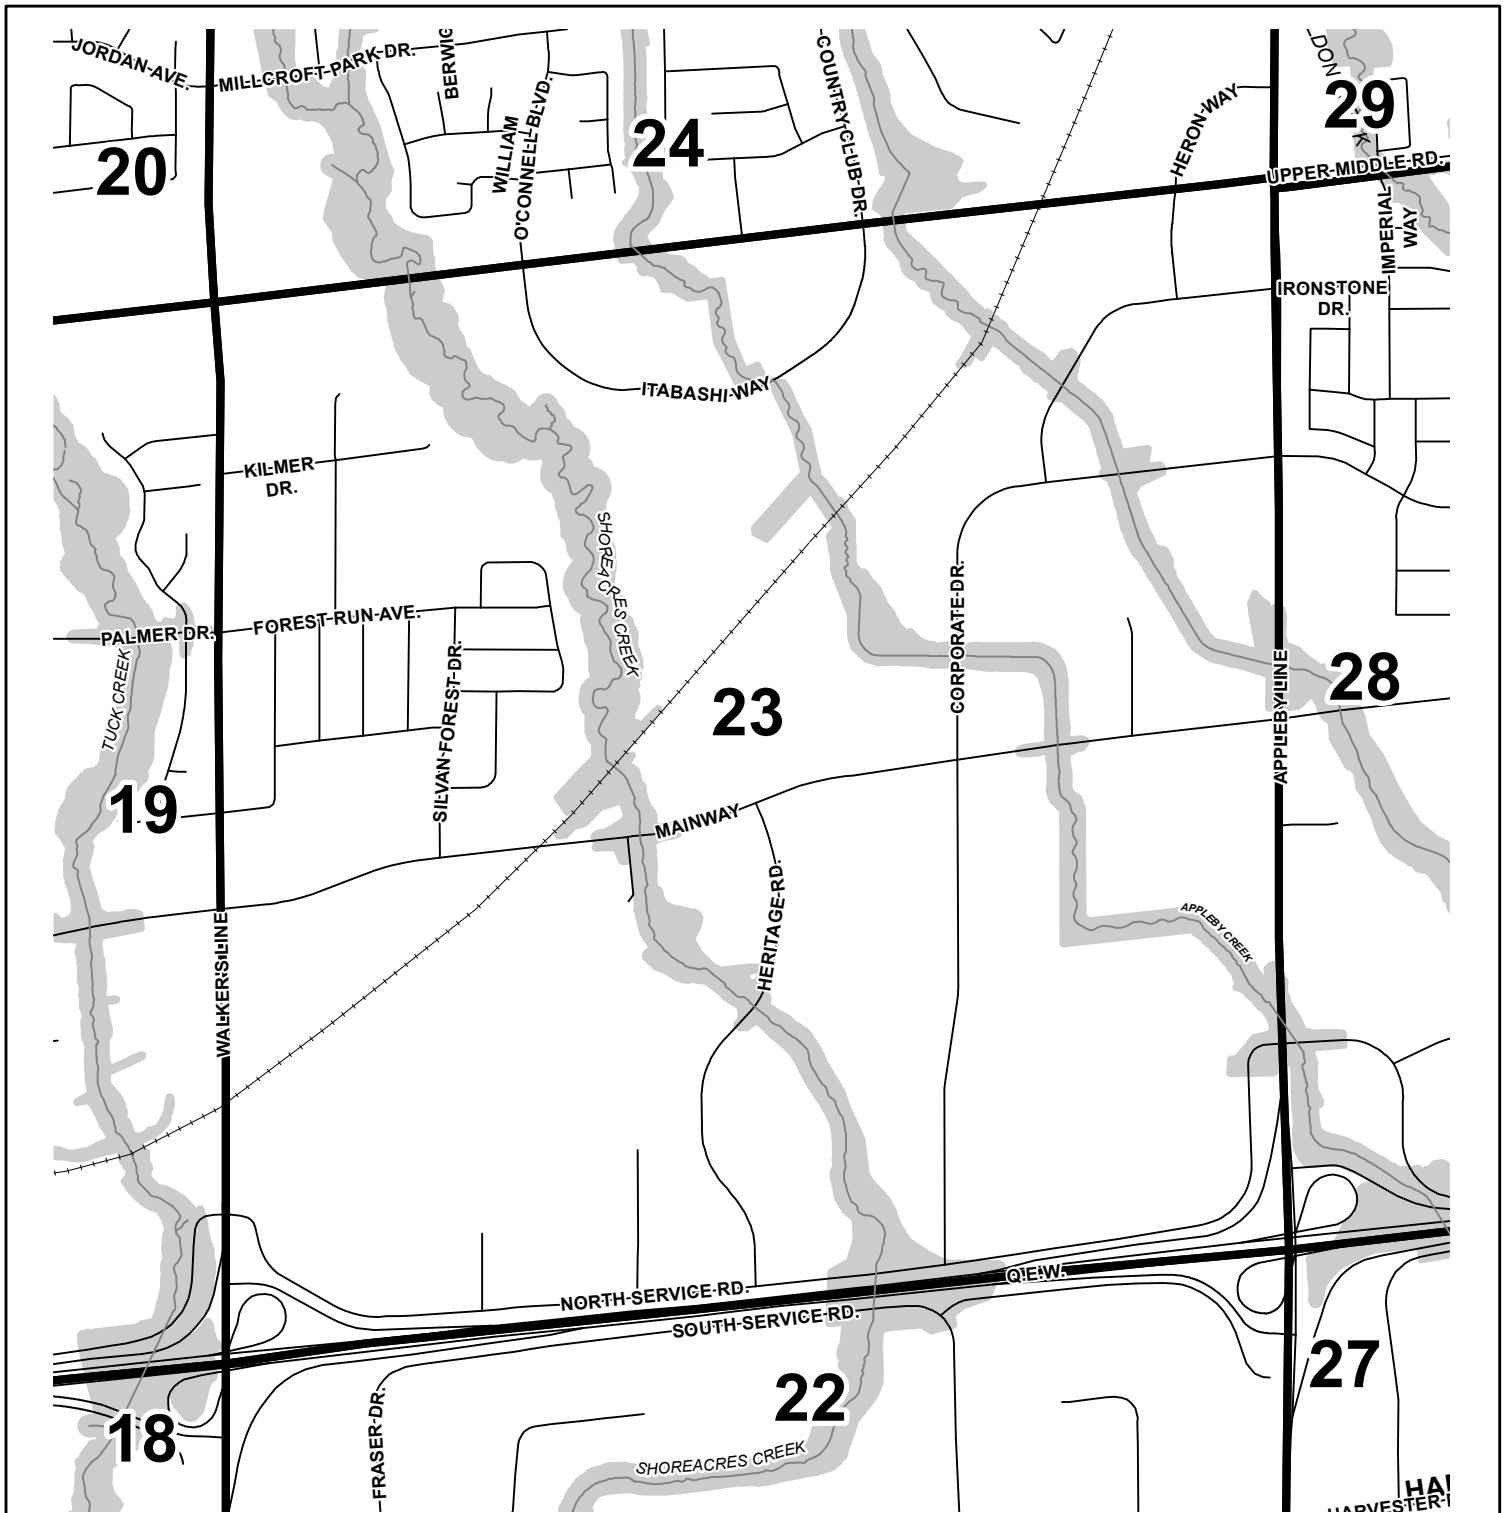 JORDAN AVE.
MILLCROFT PARK DR.
WILLIAM
O'CONNELL BLVD.
24
COUNTRY CLUB DR.
HERON WAY
29
20
UPPER MIDDLE RD.
IMPERIAL
WAY
IRONSTONE
DR.
ITABASHI WAY
KILMER
DR.
SHOREACRES CREEK
FOREST RUN AVE.
PALMER DR.
TUCK CREEK
SILVAN FOREST DR.
CORPORATE DR.
APPLEBY LINE
28
23
19
MAINWAY
HERITAGE RD.
WALKER'S LINE
APPLEBY CREEK
NORTH SERVICE RD.
Q.E.W.
SOUTH SERVICE RD.
27
22
18
FRASER DR.
SHOREACRES CREEK